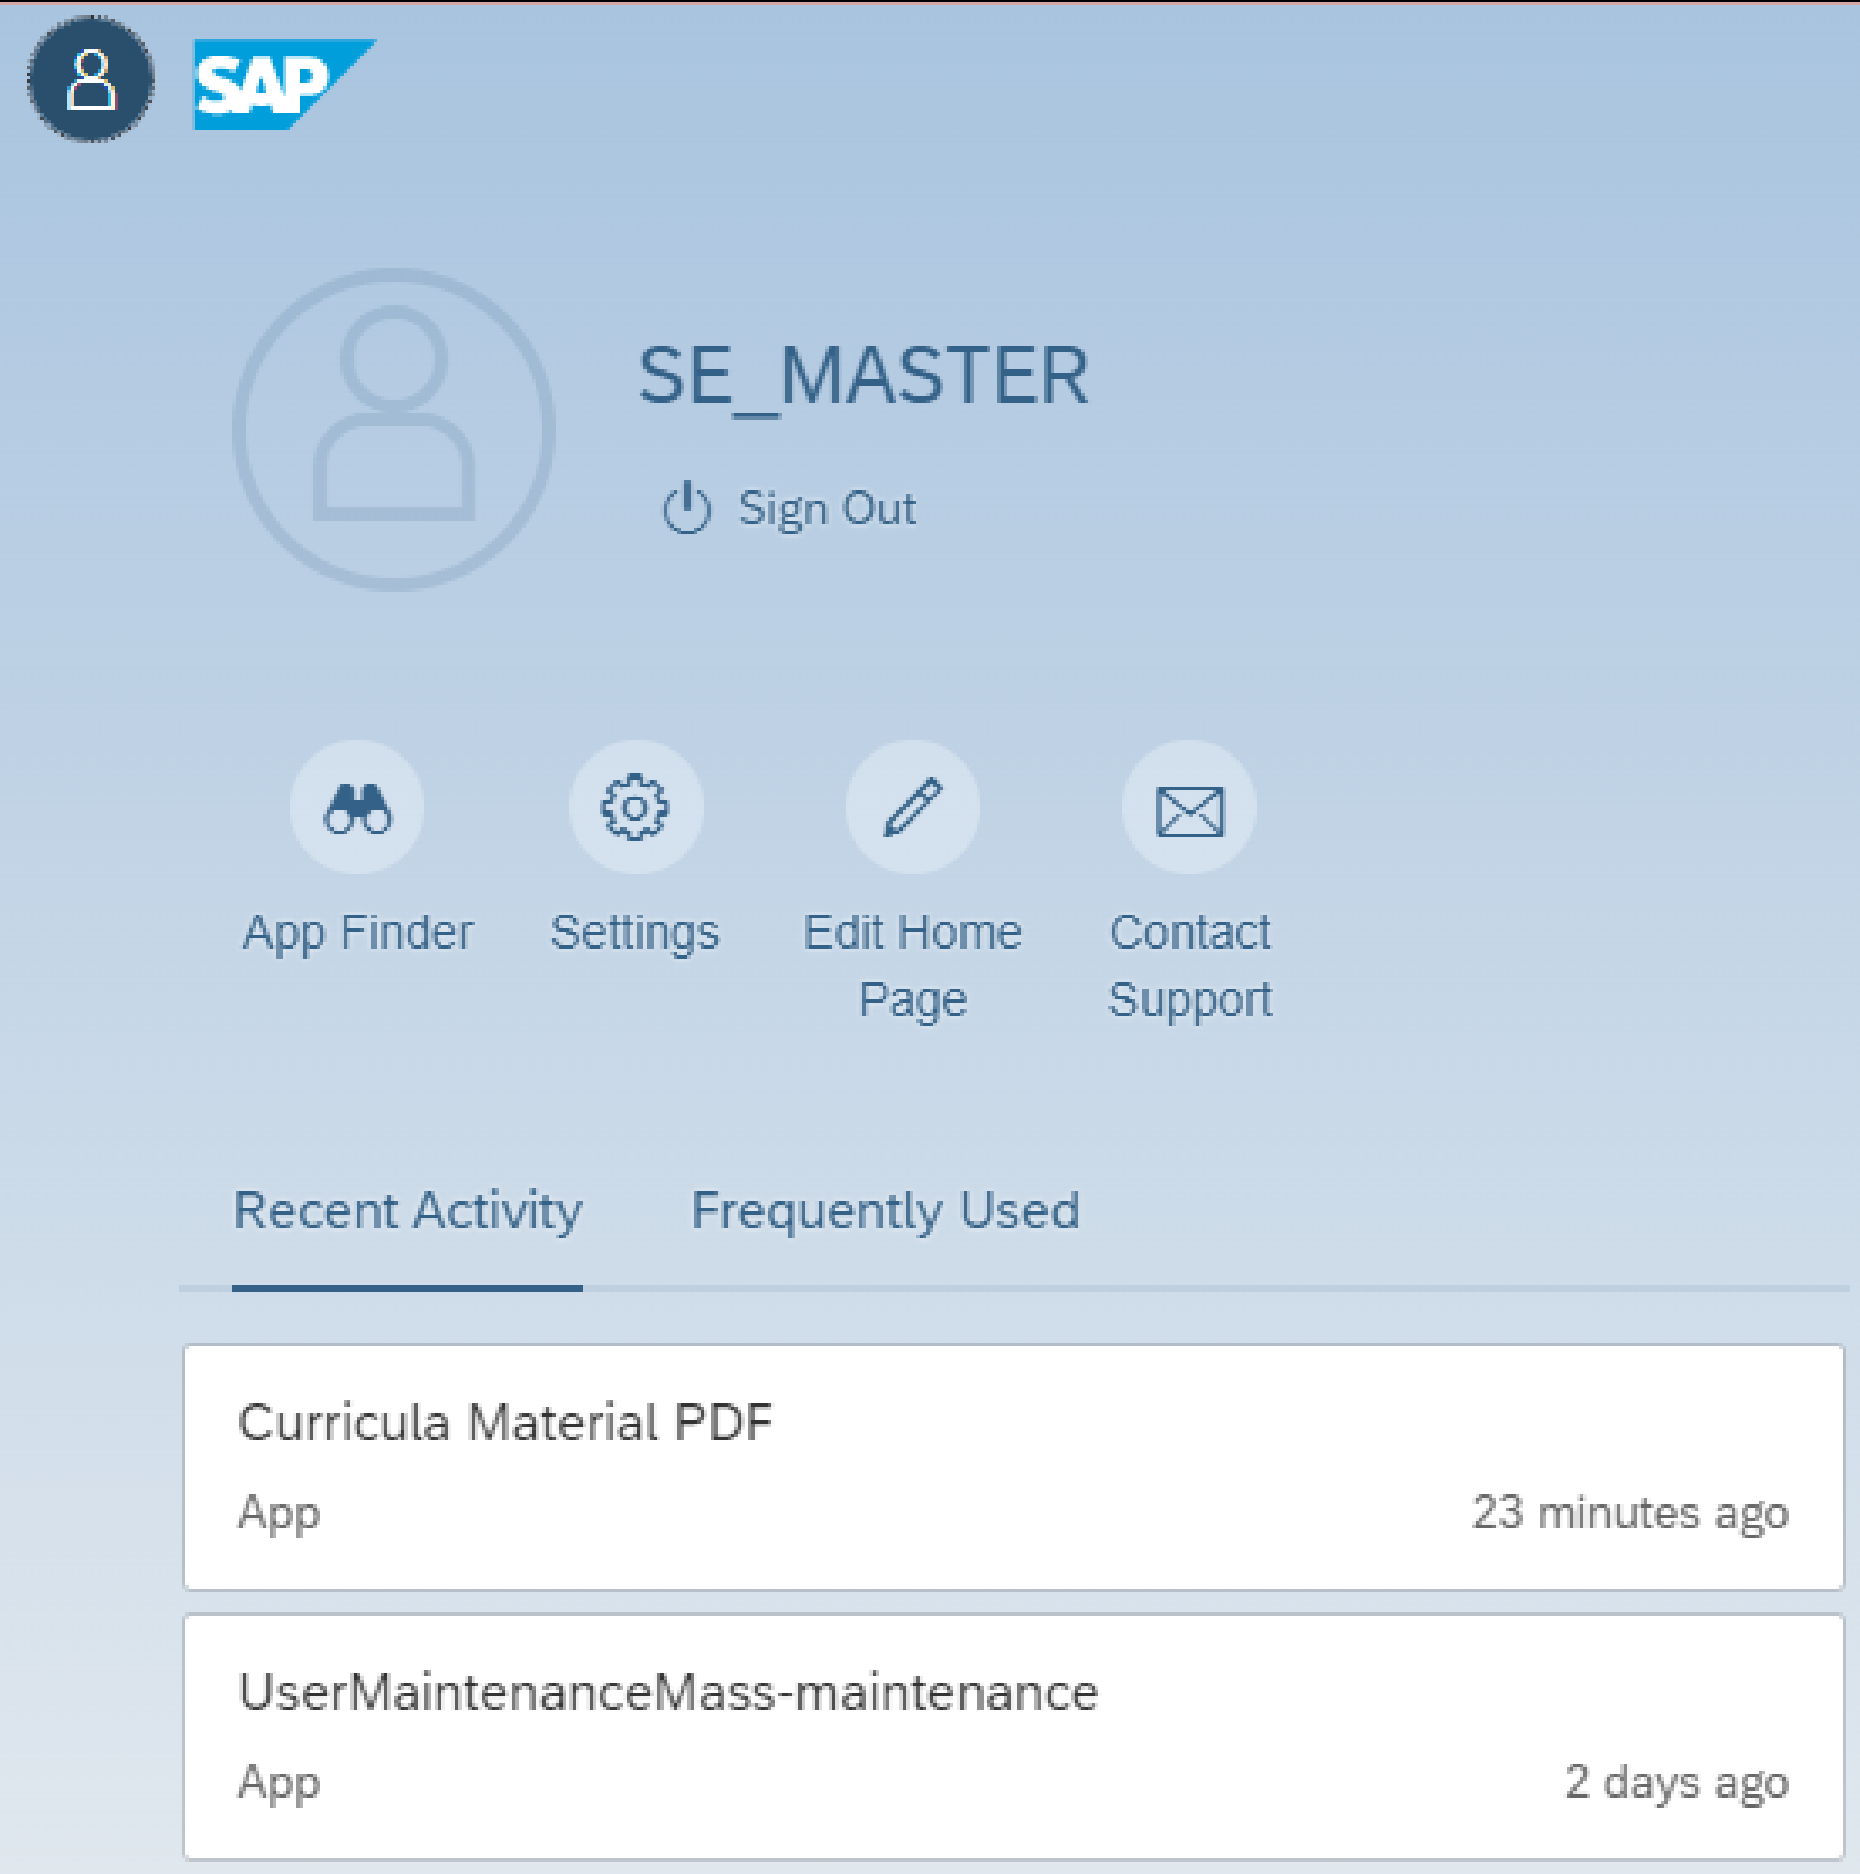 SAP
SE_MASTER
Sign Out
App Finder
Settings
Edit Home
Page
Contact
Support
Recent Activity
Frequently Used
Curricula Material PDF
App
23 minutes ago
UserMaintenanceMass-maintenance
App
2 days ago